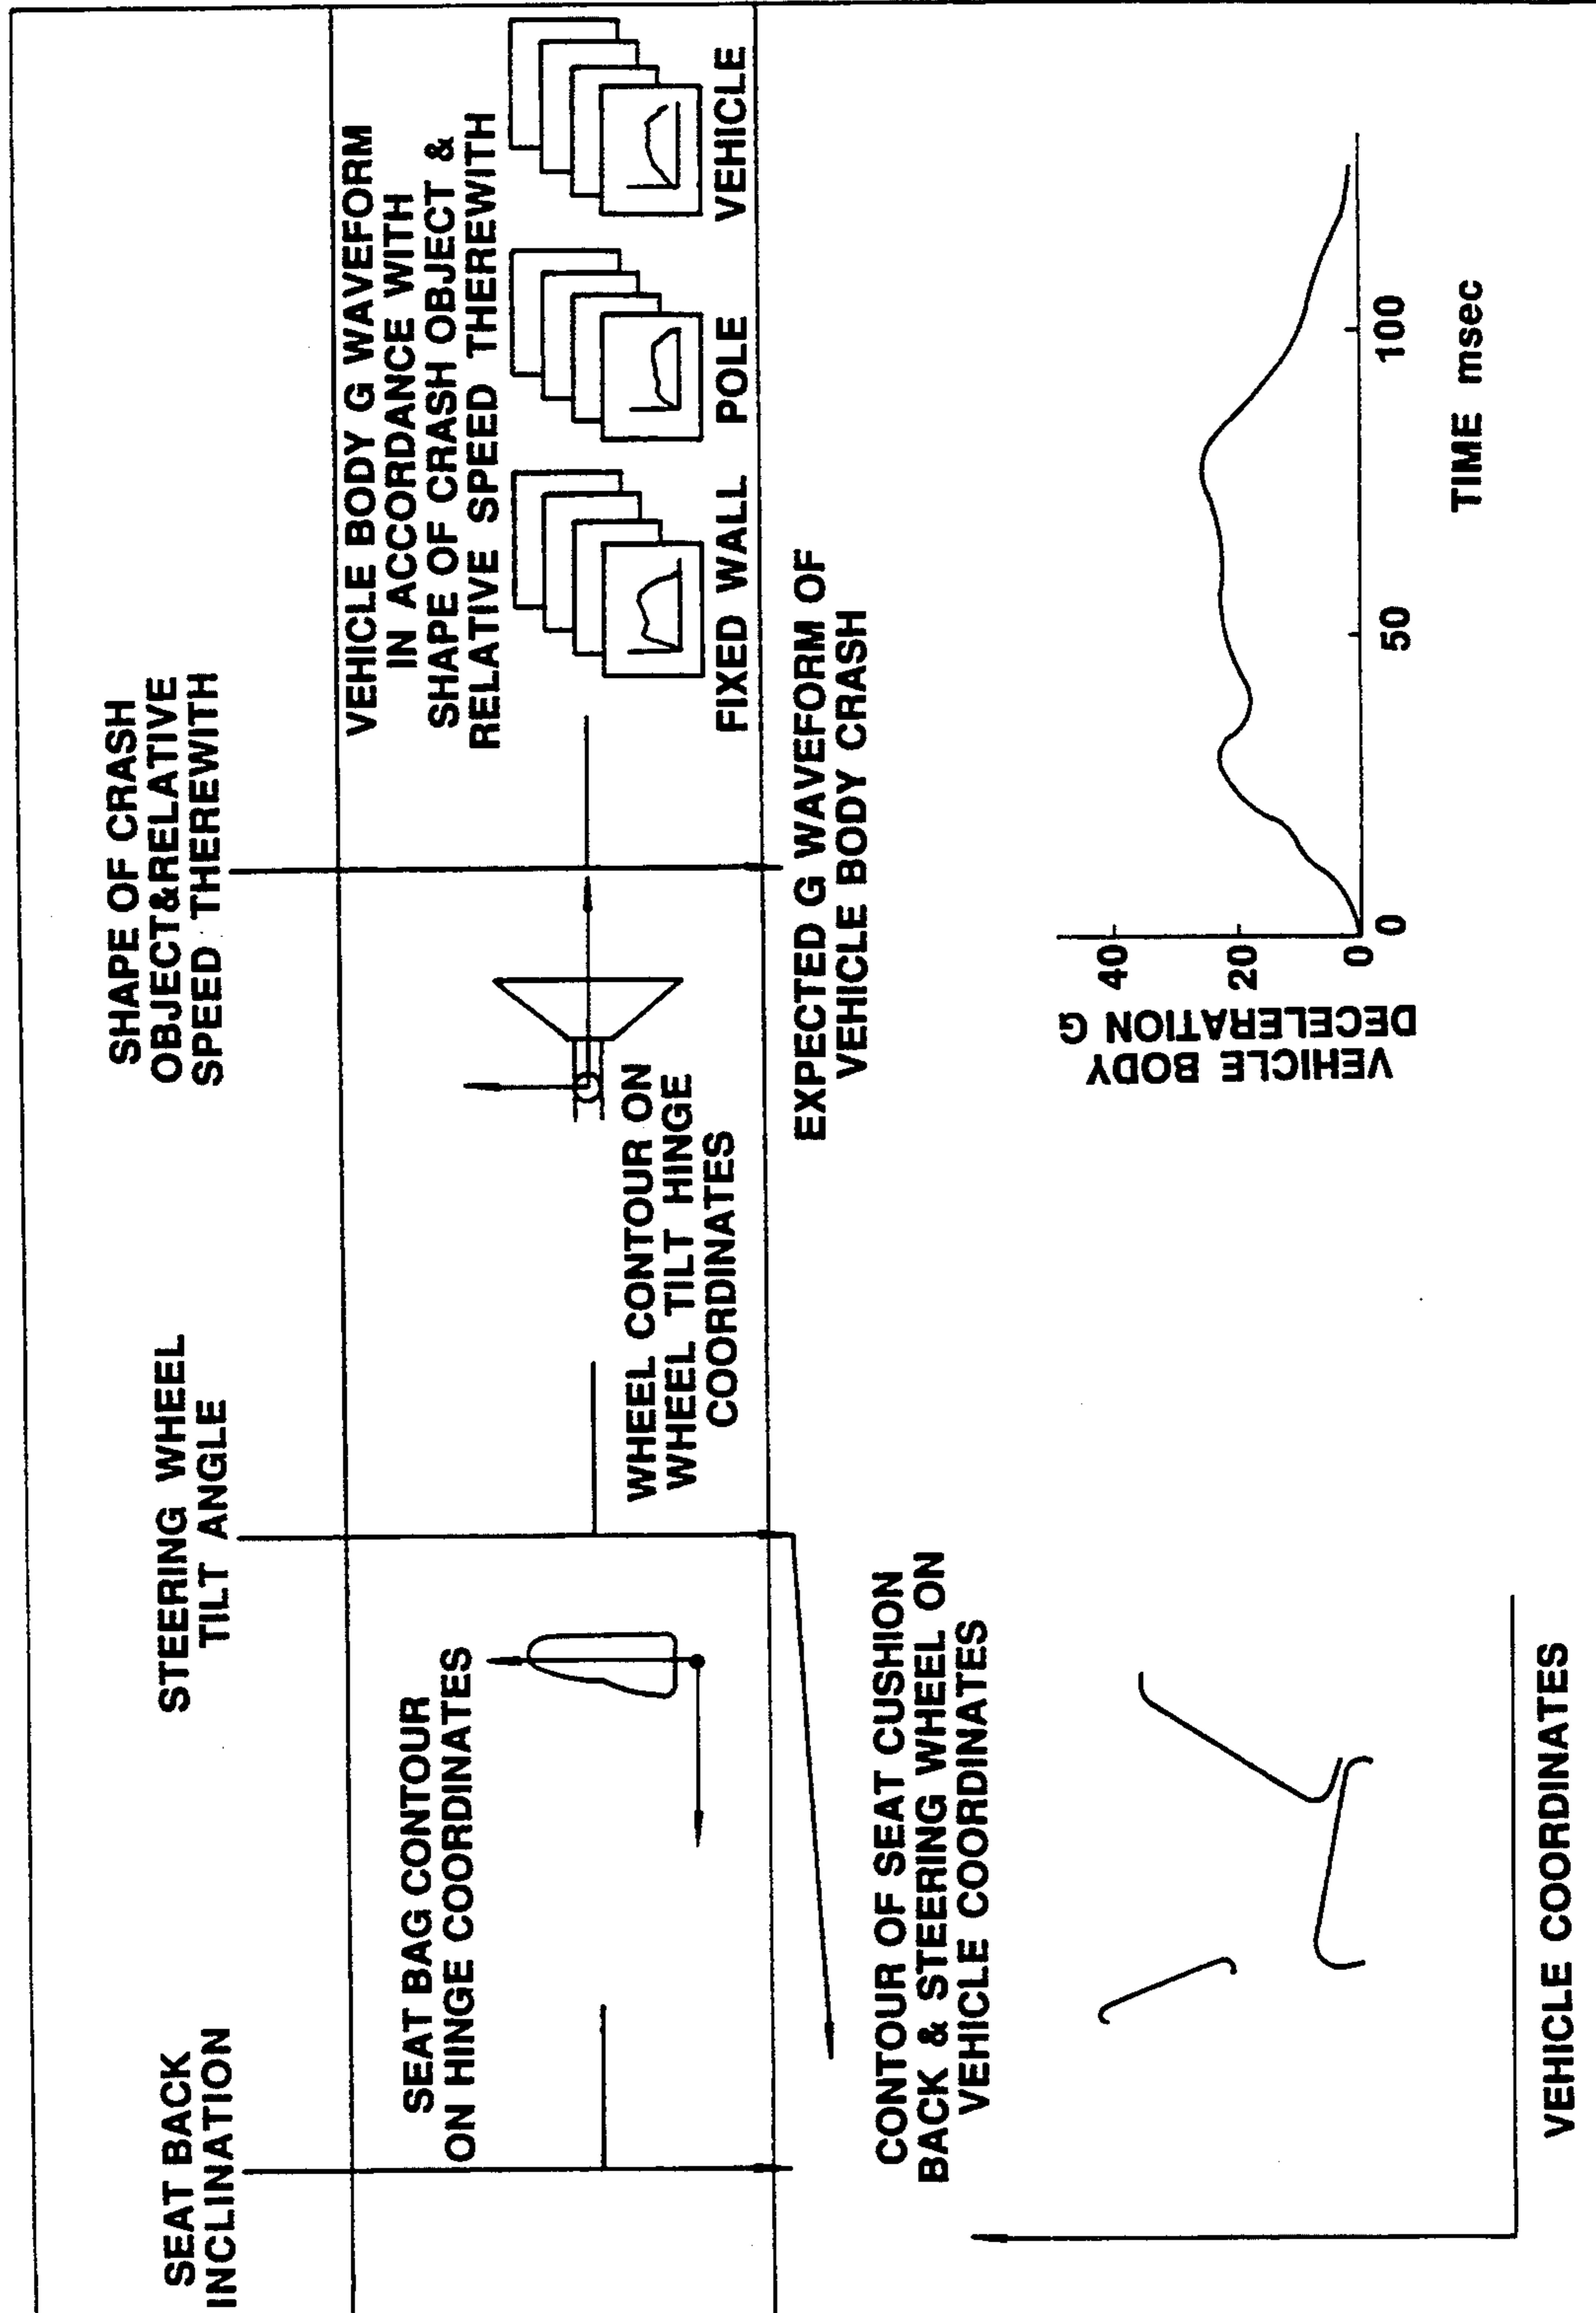 SEAT BACK
INCLINATION
STEERING WHEEL
TILT ANGLE
SHAPE OF CRASH
OBJECT&RELATIVE
SPEED THEREWITH
SEAT BAG CONTOUR
ON HINGE COORDINATES
WHEEL CONTOUR ON
WHEEL TILT HINGE
COORDINATES
VEHICLE BODY G WAVEFORM
IN ACCORDANCE WITH
SHAPE OF CRASH OBJECT &
RELATIVE SPEED THEREWITH
FIXED WALL
POLE
VEHICLE
CONTOUR OF SEAT CUSHION
BACK & STEERING WHEEL ON
VEHICLE COORDINATES
VEHICLE COORDINATES
EXPECTED G WAVEFORM OF
VEHICLE BODY CRASH
VEHICLE BODY
DECELERATION G
40
20
0
0
50
100
TIME msec